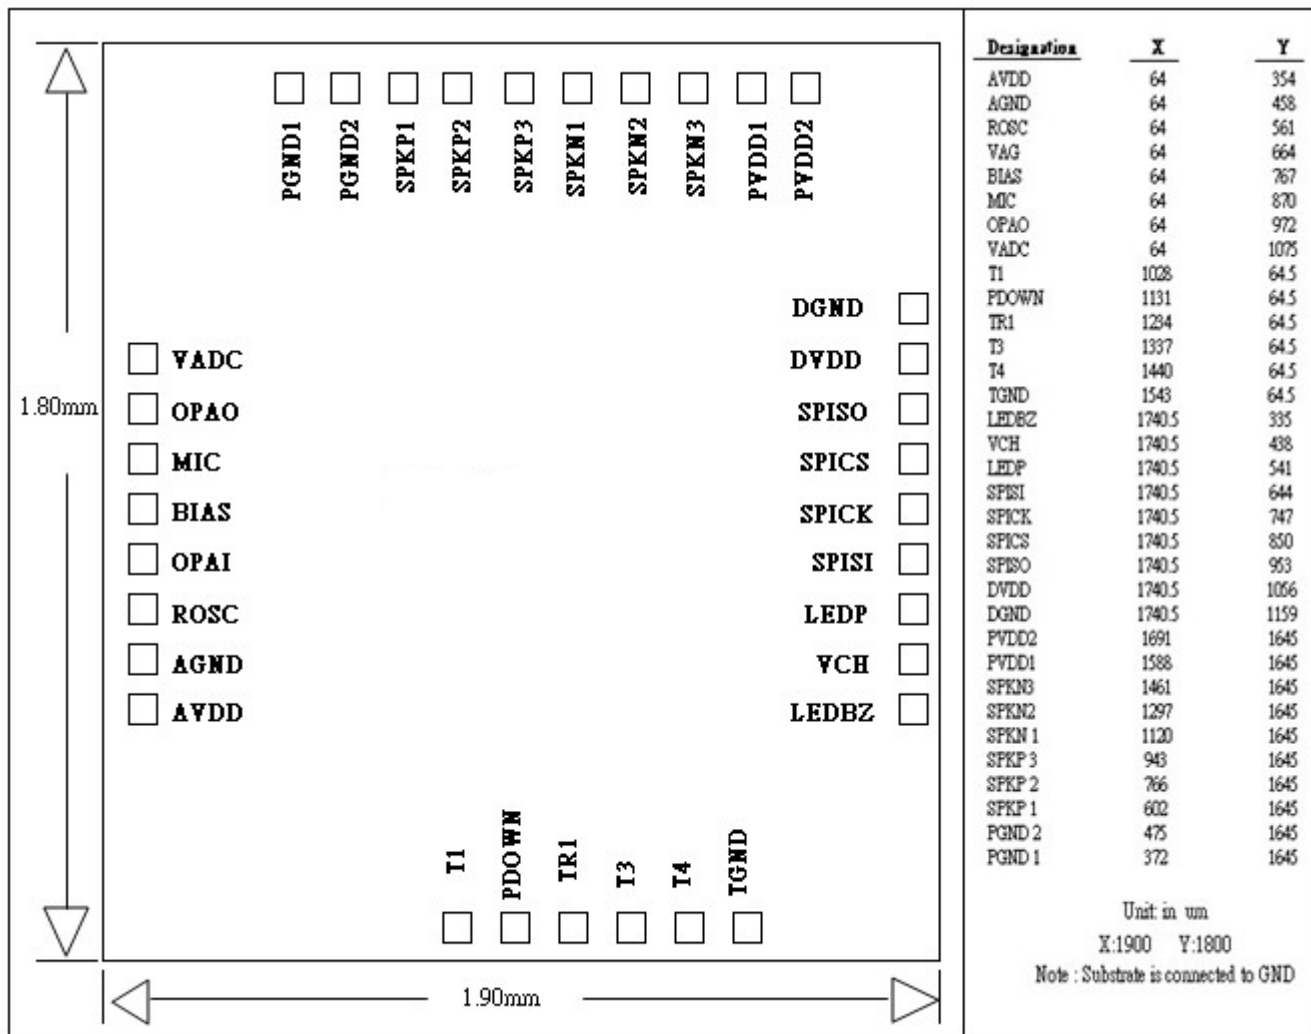 PGND1
PGND2
SPKP1
SPKP2
SPKP3
SPKN1
SPKN2
SPKN3
PVDD1
PVDD2
DGND
VADC
DVDD
1.80mm
OPAO
SPISO
MIC
SPICS
BIAS
SPICK
OPAI
SPISI
ROSC
LEDP
AGND
VCH
AVDD
LEDBZ
T1
PDOWN
TR1
T3
T4
TGND
1.90mm
Designation X Y
AVDD 64 354
AGND 64 458
ROSC 64 561
VAG 64 664
BIAS 64 767
MIC 64 870
OPAO 64 972
VADC 64 1075
T1 1028 64.5
PDOWN 1131 64.5
TR1 1234 64.5
T3 1337 64.5
T4 1440 64.5
TGND 1543 64.5
LEDBZ 1740.5 335
VCH 1740.5 438
LEDP 1740.5 541
SPISI 1740.5 644
SPICK 1740.5 747
SPICS 1740.5 850
SPISO 1740.5 953
DVDD 1740.5 1056
DGND 1740.5 1159
PVDD2 1691 1645
PVDD1 1588 1645
SPKN3 1461 1645
SPKN2 1297 1645
SPKN 1 1120 1645
SPKP 3 943 1645
SPKP 2 766 1645
SPKP 1 602 1645
PGND 2 475 1645
PGND 1 372 1645
Unit: in um
X:1900 Y:1800
Note : Substrate is connected to GND